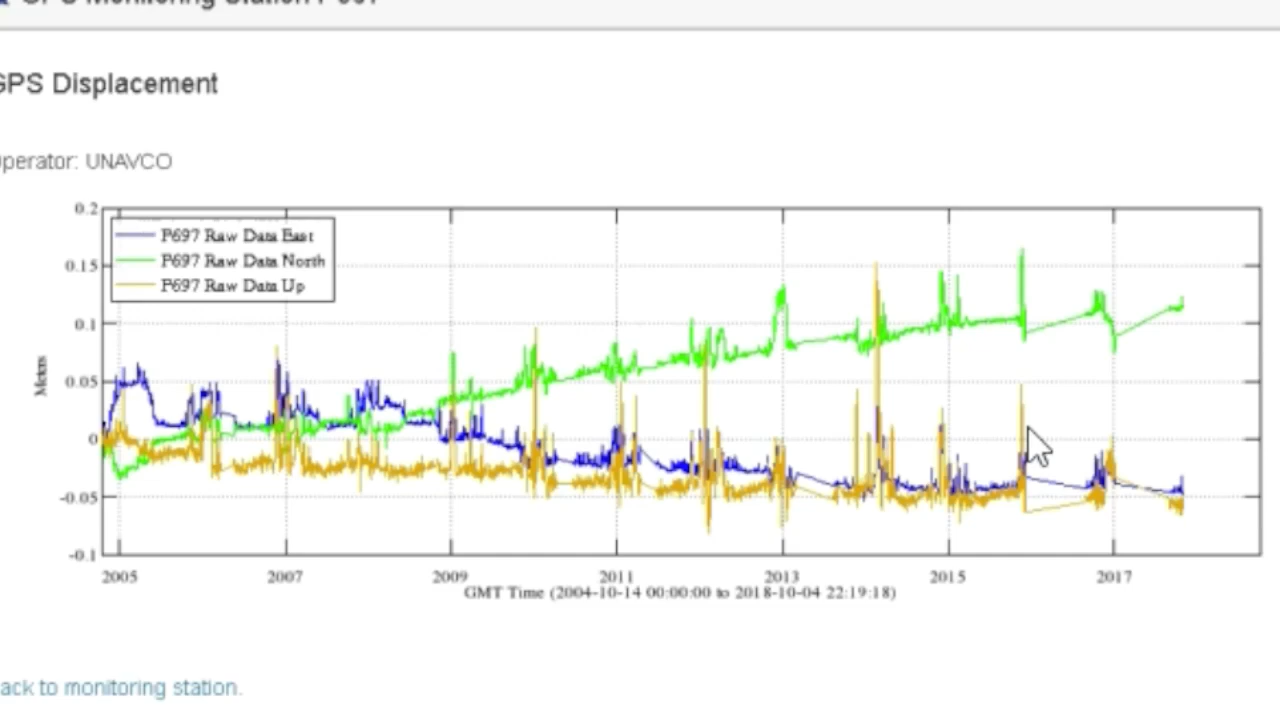 GPS Displacement
Operator: UNAVCO
P697 Raw Data East
P697 Raw Data North
P697 Raw Data Up
0.2
0.15
0.1
0.05
0
-0.05
-0.1
Meters
2005 2007 2009 2011 2013 2015 2017
GMT Time (2004-10-14 00:00:00 to 2018-10-04 22:19:18)
ack to monitoring station.